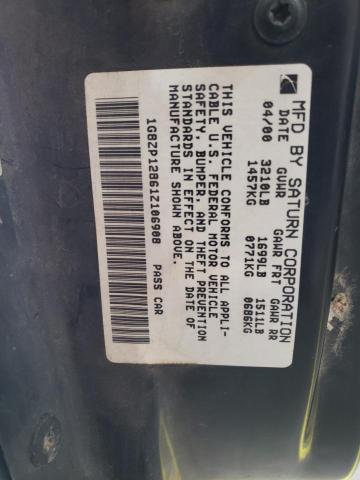 MFD BY SATURN CORPORATION
DATE GVWR GAWR FRT GAWR RR
04/00 3210LB 1699LB 1511LB
1457KG 0771KG 0686KG
THIS VEHICLE CONFORMS TO ALL APPLI-
CABLE U.S. FEDERAL MOTOR VEHICLE
SAFETY, BUMPER, AND THEFT PREVENTION
STANDARDS IN EFFECT ON THE DATE OF
MANUFACTURE SHOWN ABOVE.
1G8ZP12861Z106908 PASS CAR